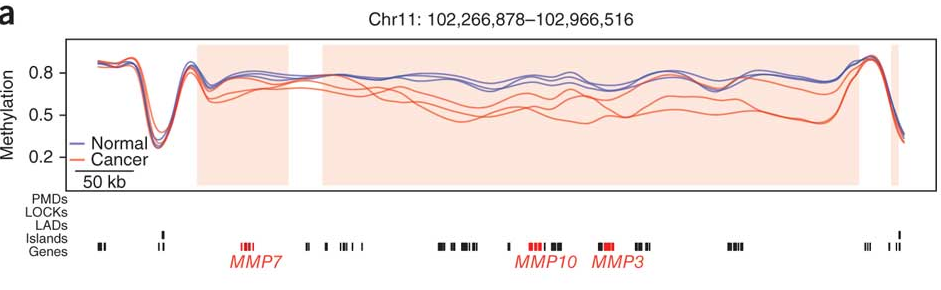 a
Chr11: 102,266,878–102,966,516
Methylation
0.8
0.5
0.2
Normal
Cancer
50 kb
PMDs
LOCKs
LADs
Islands
Genes
MMP7 MMP10 MMP3